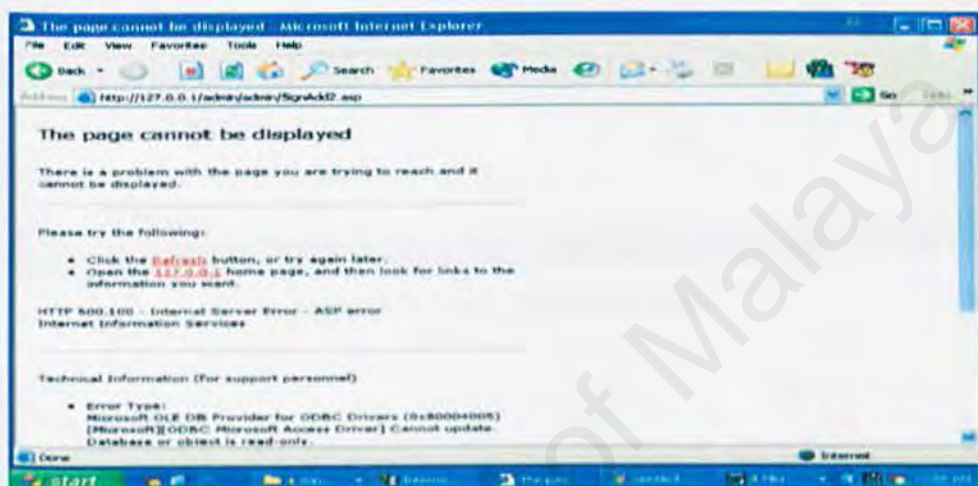 The page cannot be displayed - Microsoft Internet Explorer
File Edit View Favorites Tools Help
Back Search Favorites Media
Address http://127.0.0.1/admin/admin/SignAdd2.asp Go Links
The page cannot be displayed
There is a problem with the page you are trying to reach and it
cannot be displayed.
Please try the following:
• Click the Refresh button, or try again later.
• Open the 127.0.0.1 home page, and then look for links to the
information you want.
HTTP 500.100 - Internal Server Error - ASP error
Internet Information Services
Technical Information (for support personnel)
• Error Type:
Microsoft OLE DB Provider for ODBC Drivers (0x80004005)
[Microsoft][ODBC Microsoft Access Driver] Cannot update.
Database or object is read-only.
Done Internet
start
of Malaya